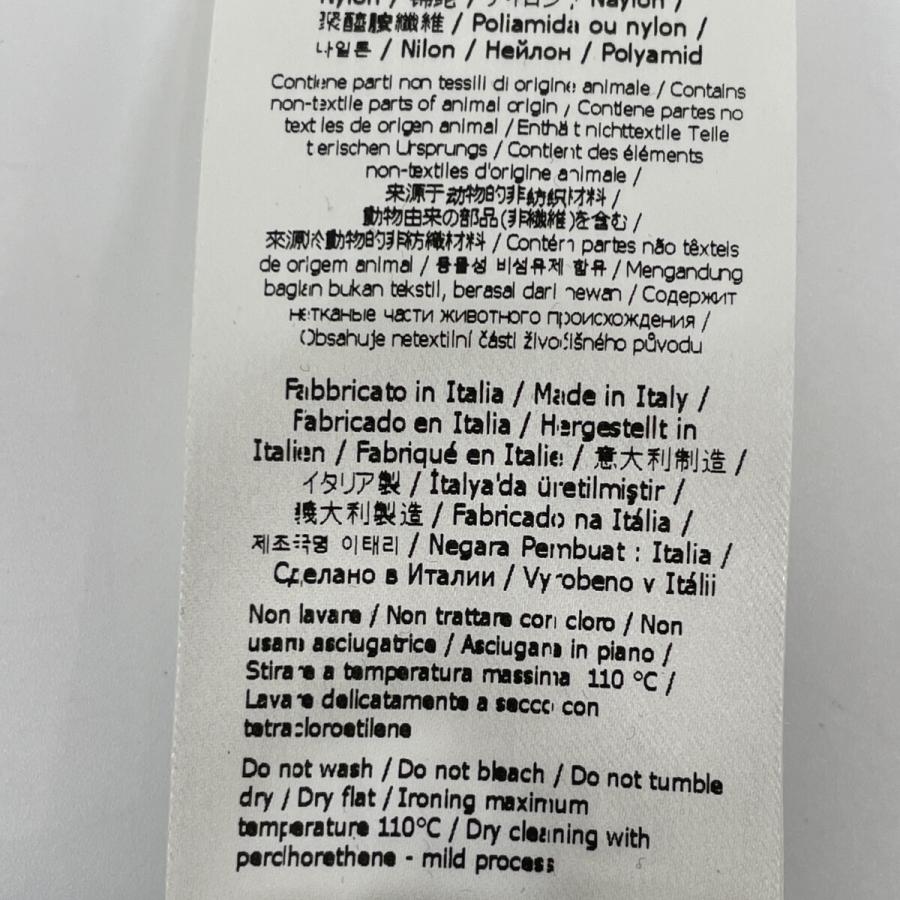 Nylon / 锦纶 / ナイロン / Naylon /
聚醯胺纖維 / Poliamida ou nylon /
나일론 / Nilon / Нейлон / Polyamid
Contiene parti non tessili di origine animale / Contains
non-textile parts of animal origin / Contiene partes no
textiles de origen animal / Enthält nichttextile Teile
tierischen Ursprungs / Contient des éléments
non-textiles d'origine animale /
来源于动物的非纺织材料 /
動物由来の部品(非繊維)を含む /
來源於動物的非紡織材料 / Contém partes não têxteis
de origem animal / 동물성 비섬유제 함유 / Mengandung
bagian bukan tekstil, berasal dari hewan / Содержит
нетканые части животного происхождения /
Obsahuje netextilní části živočišného původu
Fabbricato in Italia / Made in Italy /
Fabricado en Italia / Hergestellt in
Italien / Fabriqué en Italie / 意大利制造 /
イタリア製 / İtalya'da üretilmiştir /
義大利製造 / Fabricado na Itália /
제조국명 이태리 / Negara Pembuat : Italia /
Сделано в Италии / Vyrobeno v Itálii
Non lavare / Non trattare con cloro / Non
usare asciugatrice / Asciugare in piano /
Stirare a temperatura massima 110 °C /
Lavare delicatamente a secco con
tetracloroetilene
Do not wash / Do not bleach / Do not tumble
dry / Dry flat / Ironing maximum
temperature 110°C / Dry cleaning with
perclhorethene - mild process